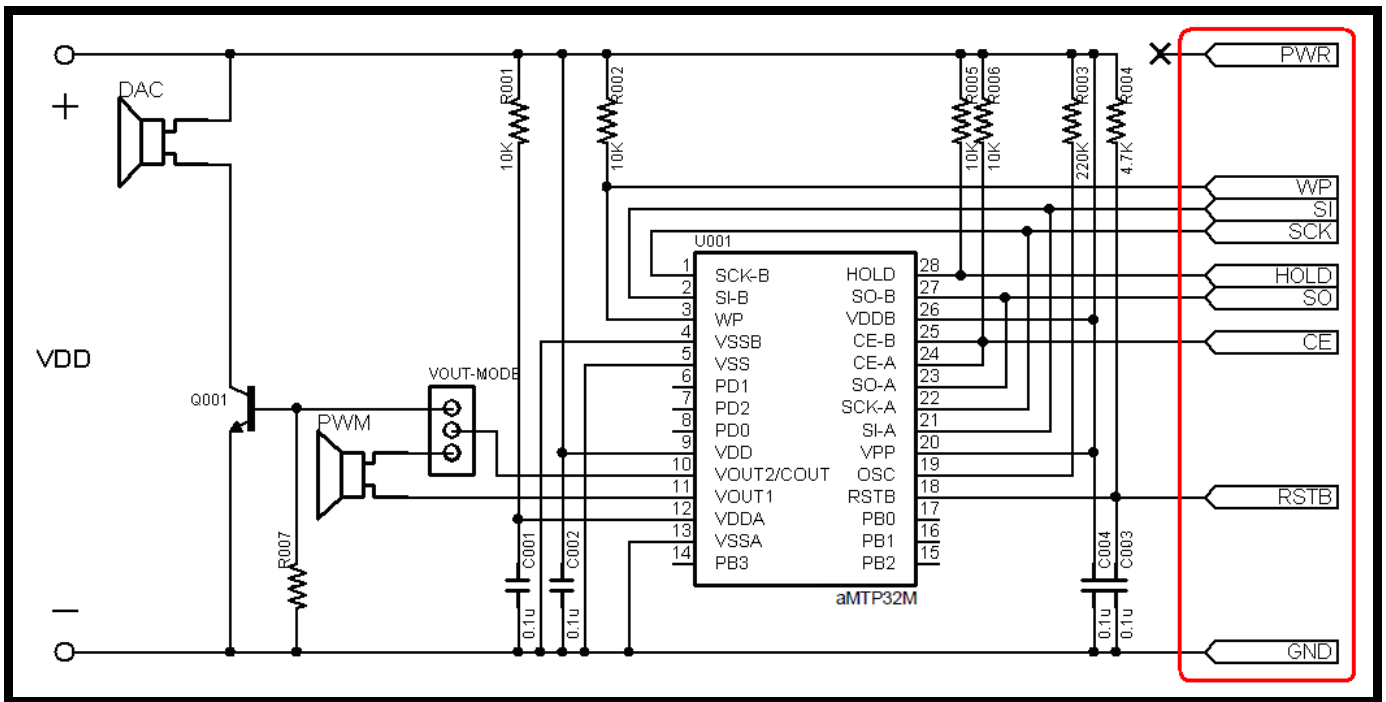 PWR
DAC
+
R001
10K
R002
10K
R005
10K
R006
10K
R003
220K
R004
4.7K
WP
SI
SCK
U001
1 SCK-B HOLD 28
HOLD
2 SI-B SO-B 27
SO
3 WP VDDB 26
4 VSSB CE-B 25
CE
VDD
5 VSS CE-A 24
VOUT-MODE
6 PD1 SO-A 23
Q001
7 PD2 SCK-A 22
PWM
8 PD0 SI-A 21
9 VDD VPP 20
10 VOUT2/COUT OSC 19
11 VOUT1 RSTB 18
RSTB
12 VDDA PB0 17
13 VSSA PB1 16
14 PB3 PB2 15
R007
C001
0.1u
C002
0.1u
C004
0.1u
C003
0.1u
aMTP32M
—
GND